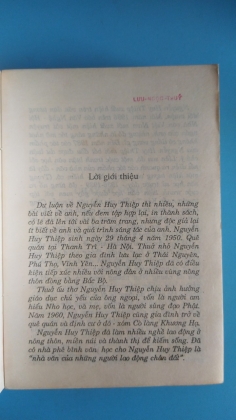 Lời giới thiệu
Dư luận về Nguyễn Huy Thiệp thì nhiều, những
bài viết về anh, nếu đem tập hợp lại, in thành sách,
có lẽ đã lên tới vài ba trăm trang, nhưng độc giả lại
ít biết về anh và quá trình sáng tác của anh. Nguyễn
Huy Thiệp sinh ngày 29 tháng 4 năm 1950. Quê
quán tại Thanh Trì - Hà Nội. Thuở nhỏ Nguyễn
Huy Thiệp theo gia đình lưu lạc ở Thái Nguyên,
Phú Thọ, Vĩnh Yên... Nguyễn Huy Thiệp đã có điều
kiện tiếp xúc nhiều với nông dân ở nhiều vùng nông
thôn đồng bằng Bắc Bộ.
Thuở ấu thơ Nguyễn Huy Thiệp chịu ảnh hưởng
giáo dục chủ yếu của ông ngoại, vốn là người am
hiểu Nho học, và mẹ, vốn là người sùng đạo Phật.
Năm 1960, Nguyễn Huy Thiệp cùng gia đình trở về
quê quán và định cư ở đó - xóm Cò làng Khương Hạ.
Nguyễn Huy Thiệp đã làm nhiều nghề lao động ở
nông thôn, miền núi và thành thị để kiếm sống. Đã
có nhà phê bình văn học cho Nguyễn Huy Thiệp là
"nhà văn của những người lao động chân đất".